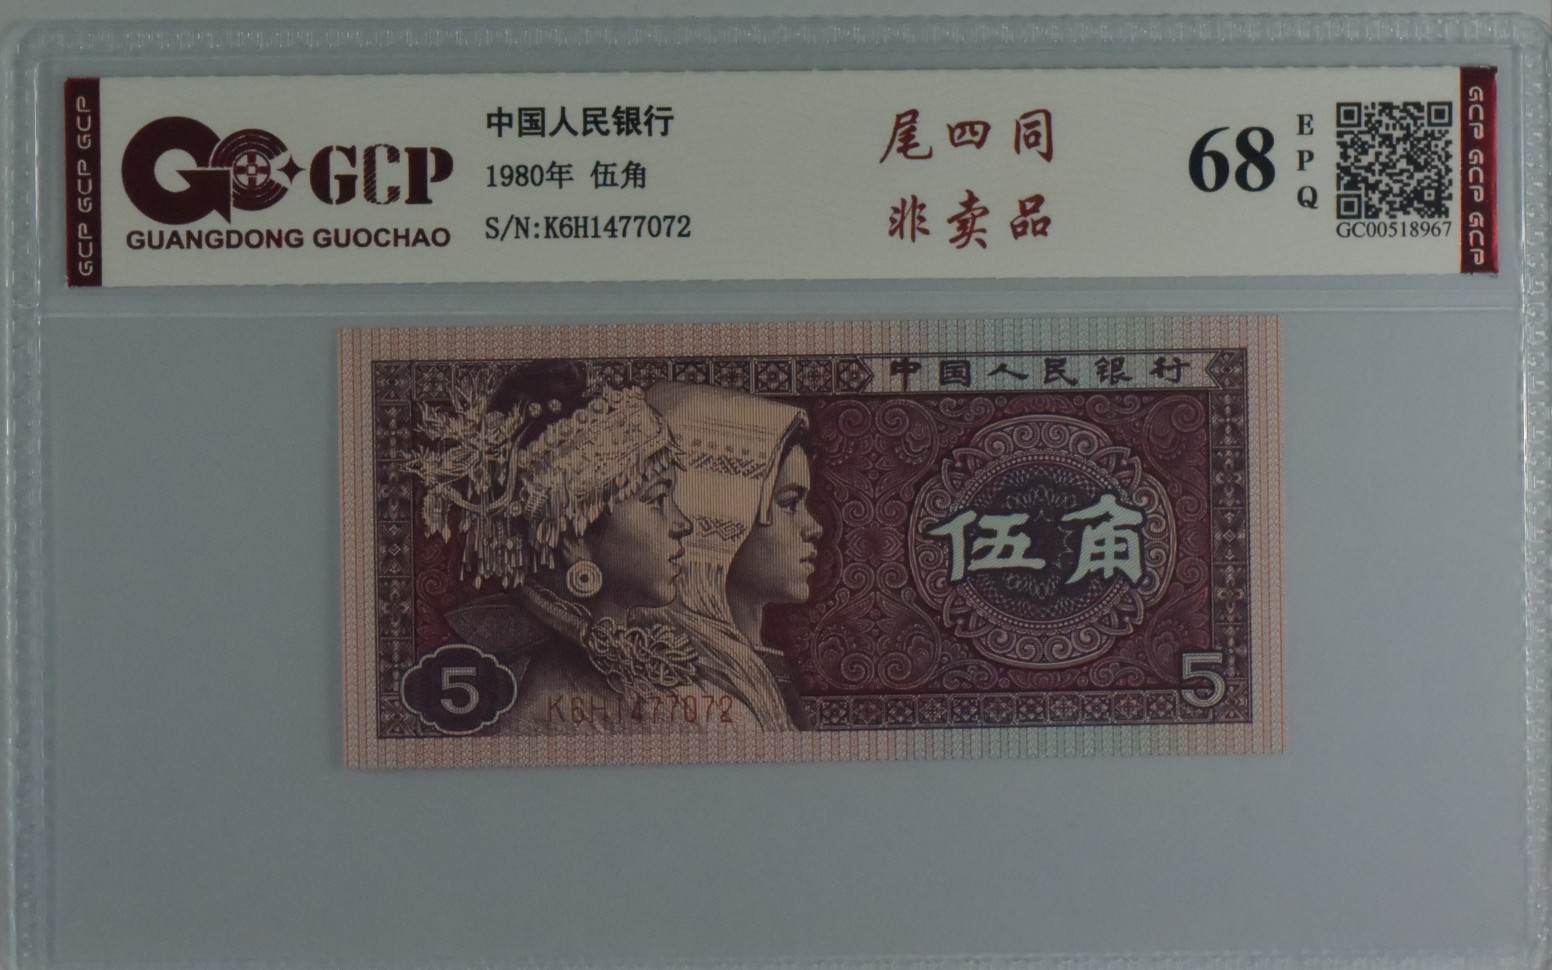 GCP GCP GCP
GCP
GUANGDONG GUOCHAO
中国人民银行
1980年 伍角
S/N:K6H1477072
尾四同
非卖品
68
EPQ
GC00518967
GCP GCP GCP
中国人民银行
伍角
5
K6H1477072
5